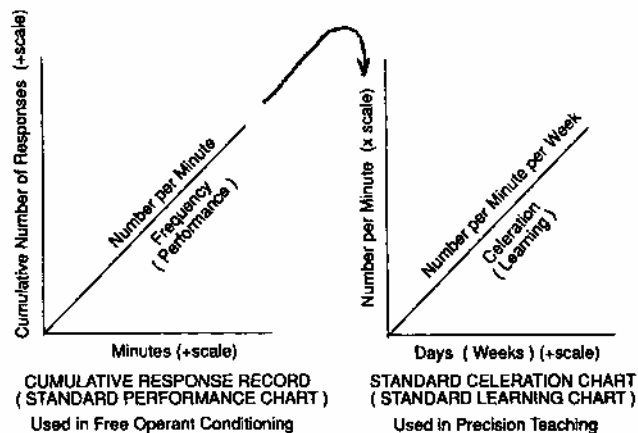 Cumulative Number of Responses (+scale)
Number per Minute
Frequency
( Performance )
Minutes (+scale)
CUMULATIVE RESPONSE RECORD
( STANDARD PERFORMANCE CHART )
Used in Free Operant Conditioning
Number per Minute (x scale)
Number per Minute per Week
Celeration
( Learning )
Days ( Weeks ) (+scale)
STANDARD CELERATION CHART
( STANDARD LEARNING CHART )
Used in Precision Teaching